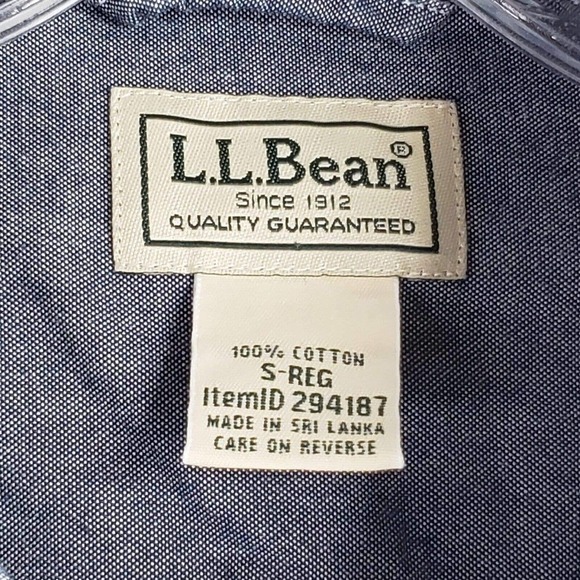 L.L.Bean®
Since 1912
QUALITY GUARANTEED
100% COTTON
S-REG
ItemID 294187
MADE IN SRI LANKA
CARE ON REVERSE